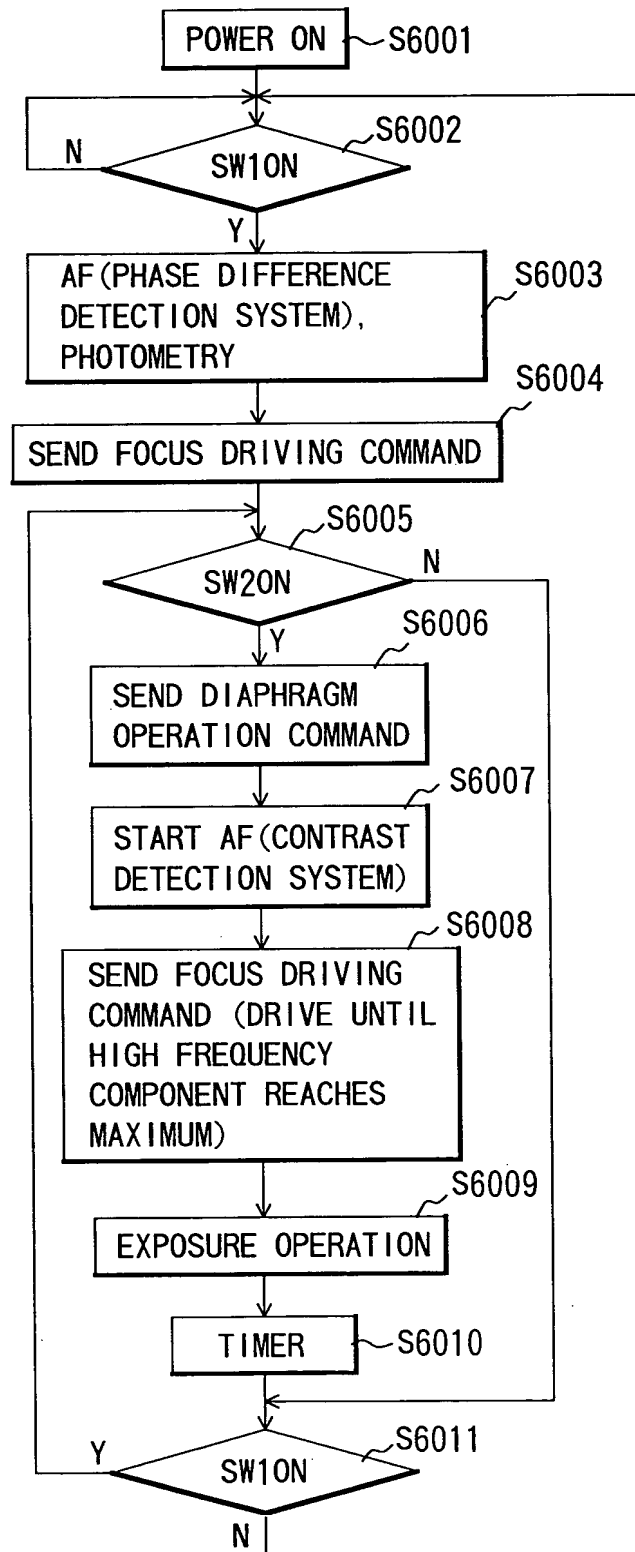 POWER ON
S6001
S6002
N
SW1ON
Y
AF(PHASE DIFFERENCE
DETECTION SYSTEM),
PHOTOMETRY
S6003
S6004
SEND FOCUS DRIVING COMMAND
S6005
SW2ON
N
Y
S6006
SEND DIAPHRAGM
OPERATION COMMAND
S6007
START AF(CONTRAST
DETECTION SYSTEM)
S6008
SEND FOCUS DRIVING
COMMAND (DRIVE UNTIL
HIGH FREQUENCY
COMPONENT REACHES
MAXIMUM)
S6009
EXPOSURE OPERATION
TIMER
S6010
Y
S6011
SW1ON
N